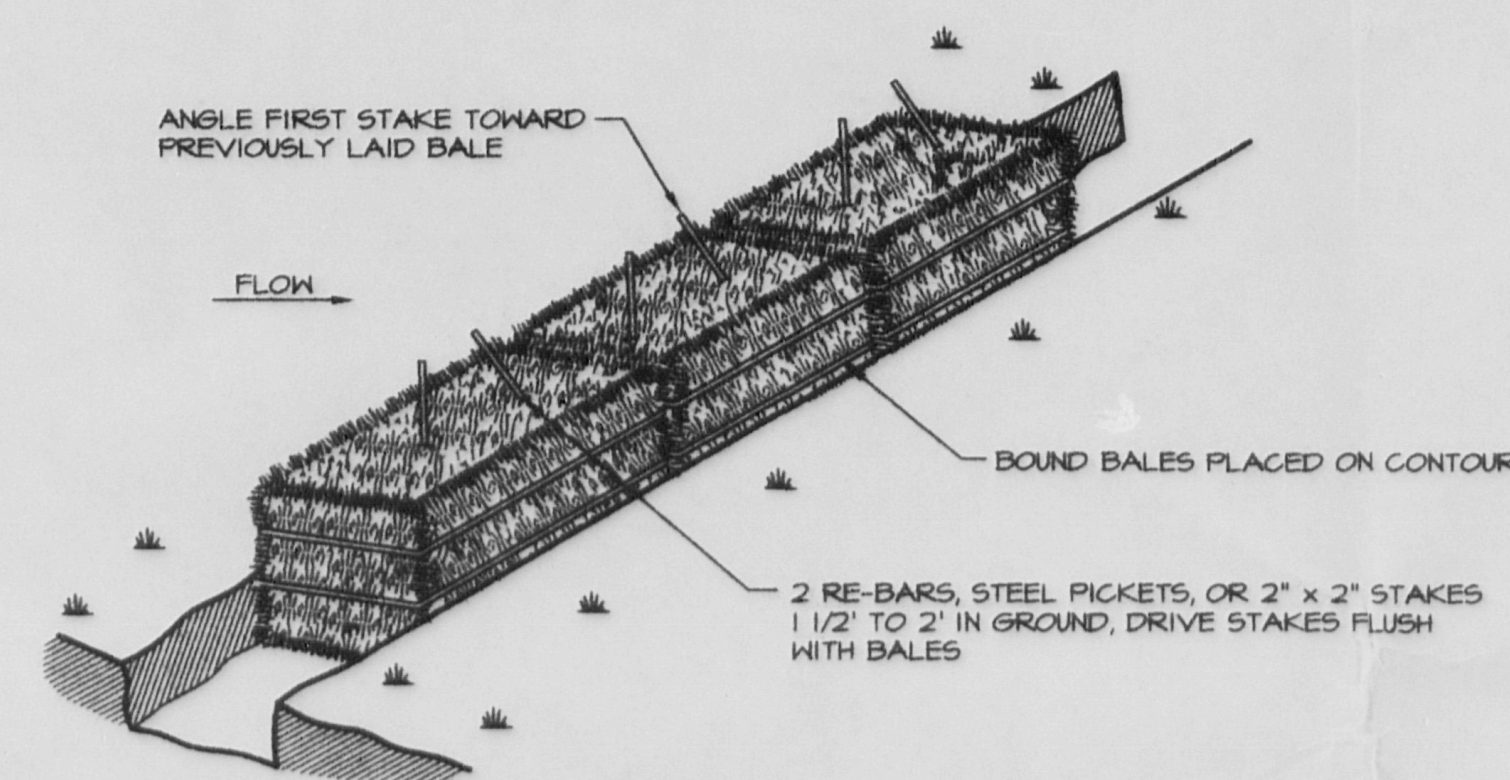 ANGLE FIRST STAKE TOWARD
PREVIOUSLY LAID BALE
FLOW
BOUND BALES PLACED ON CONTOUR
2 RE-BARS, STEEL PICKETS, OR 2" x 2" STAKES
1 1/2' TO 2' IN GROUND, DRIVE STAKES FLUSH
WITH BALES